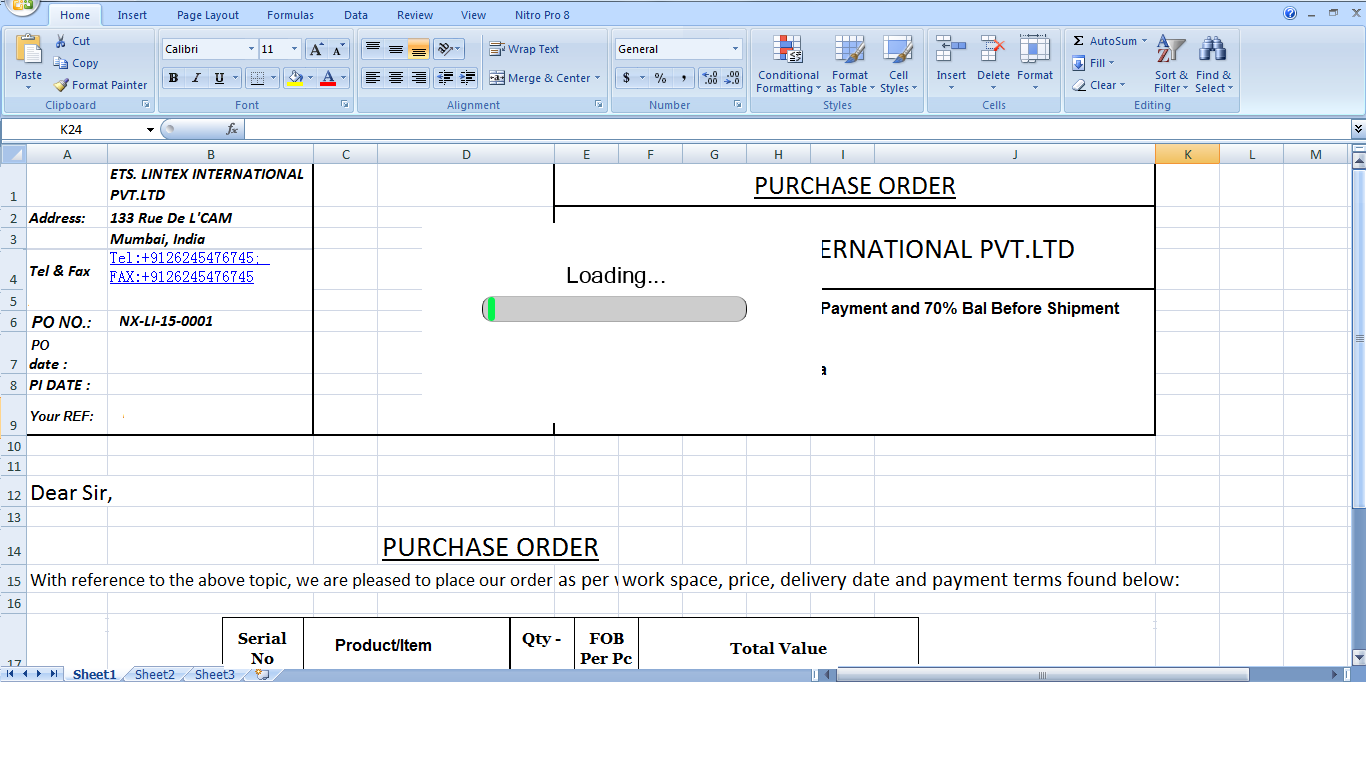 Home Insert Page Layout Formulas Data Review View Nitro Pro 8
Cut
Copy
Format Painter
Paste
Clipboard
Calibri 11
B I U
Font
Wrap Text
Merge & Center
Alignment
General
$ % ,
Number
Conditional Formatting
Format as Table
Cell Styles
Styles
Insert Delete Format
Cells
AutoSum
Fill
Clear
Sort & Filter
Find & Select
Editing
K24 fx
A B C D E F G H I J K L M
1 ETS. LINTEX INTERNATIONAL
PVT.LTD
PURCHASE ORDER
2 Address: 133 Rue De L'CAM
3 Mumbai, India
ERNATIONAL PVT.LTD
4 Tel & Fax Tel:+9126245476745;
FAX:+9126245476745
Loading...
5
Payment and 70% Bal Before Shipment
6 PO NO.: NX-LI-15-0001
7 PO
date :
a
8 PI DATE :
9 Your REF:
10
11
12 Dear Sir,
13
14 PURCHASE ORDER
15 With reference to the above topic, we are pleased to place our order as per work space, price, delivery date and payment terms found below:
16
17 Serial No Product/Item Qty - FOB Per Pc Total Value
Sheet1 Sheet2 Sheet3